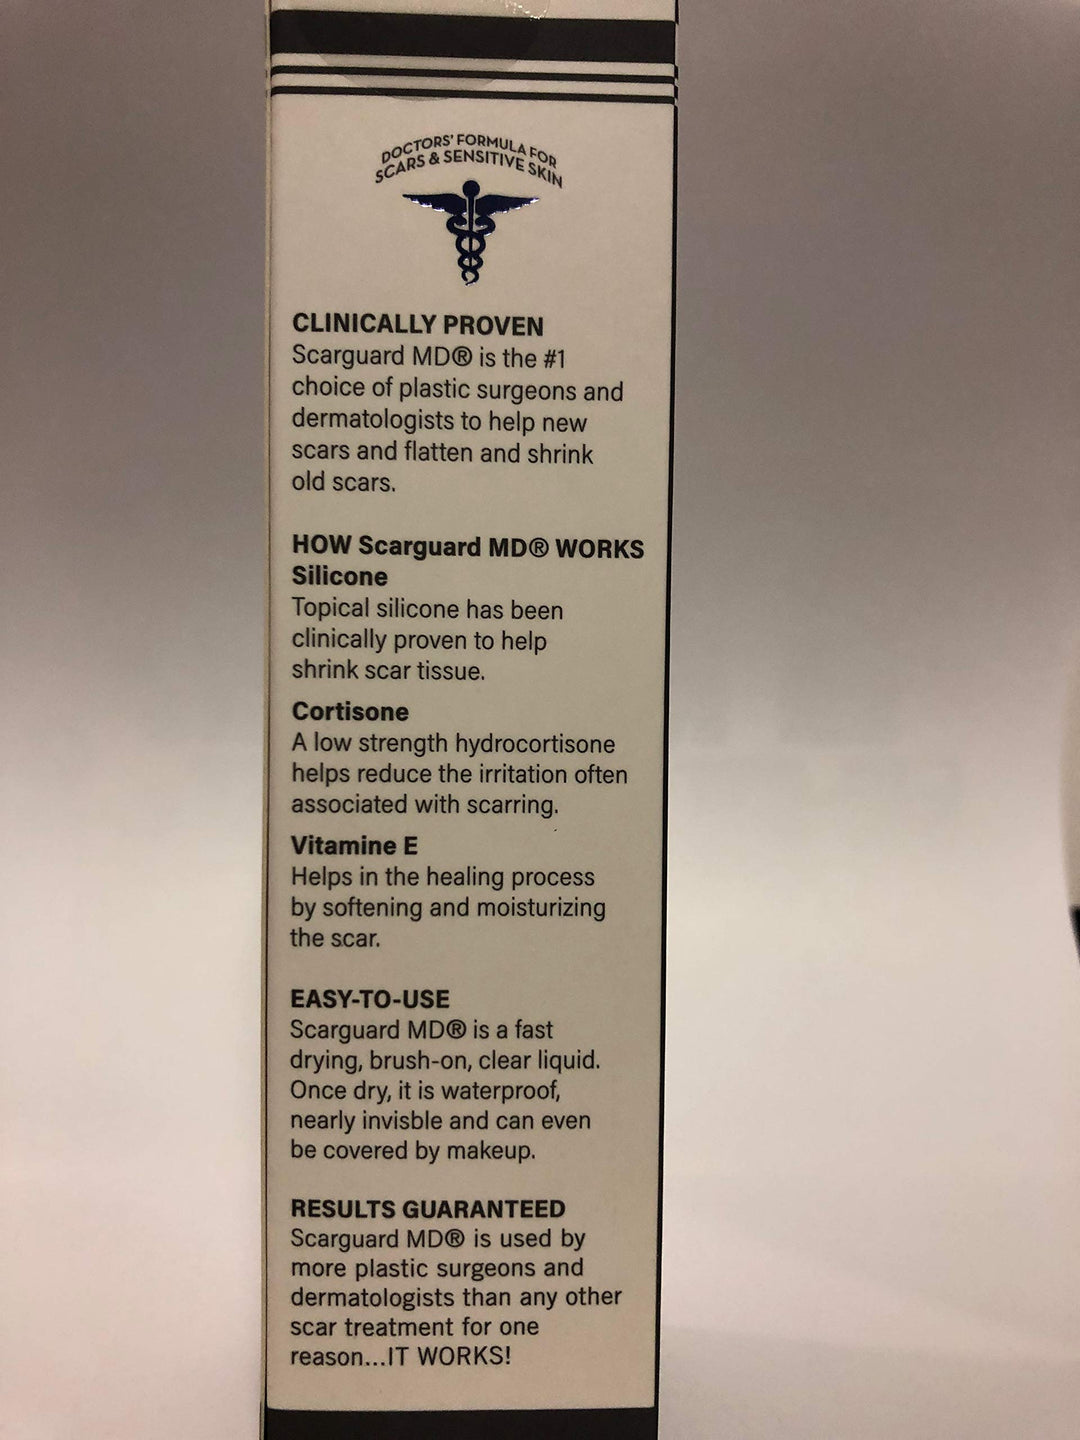 DOCTORS' FORMULA FOR
SCARS & SENSITIVE SKIN
CLINICALLY PROVEN
Scarguard MD® is the #1
choice of plastic surgeons and
dermatologists to help new
scars and flatten and shrink
old scars.
HOW Scarguard MD® WORKS
Silicone
Topical silicone has been
clinically proven to help
shrink scar tissue.
Cortisone
A low strength hydrocortisone
helps reduce the irritation often
associated with scarring.
Vitamine E
Helps in the healing process
by softening and moisturizing
the scar.
EASY-TO-USE
Scarguard MD® is a fast
drying, brush-on, clear liquid.
Once dry, it is waterproof,
nearly invisble and can even
be covered by makeup.
RESULTS GUARANTEED
Scarguard MD® is used by
more plastic surgeons and
dermatologists than any other
scar treatment for one
reason...IT WORKS!